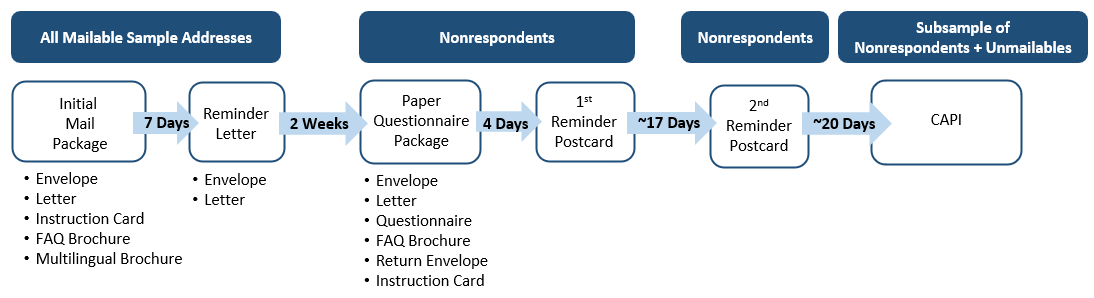 All Mailable Sample Addresses
Nonrespondents
Nonrespondents
Subsample of
Nonrespondents + Unmailables
Initial
Mail
Package
7 Days
Reminder
Letter
2 Weeks
Paper
Questionnaire
Package
4 Days
1st
Reminder
Postcard
~17 Days
2nd
Reminder
Postcard
~20 Days
CAPI
• Envelope
• Letter
• Instruction Card
• FAQ Brochure
• Multilingual Brochure
• Envelope
• Letter
• Envelope
• Letter
• Questionnaire
• FAQ Brochure
• Return Envelope
• Instruction Card